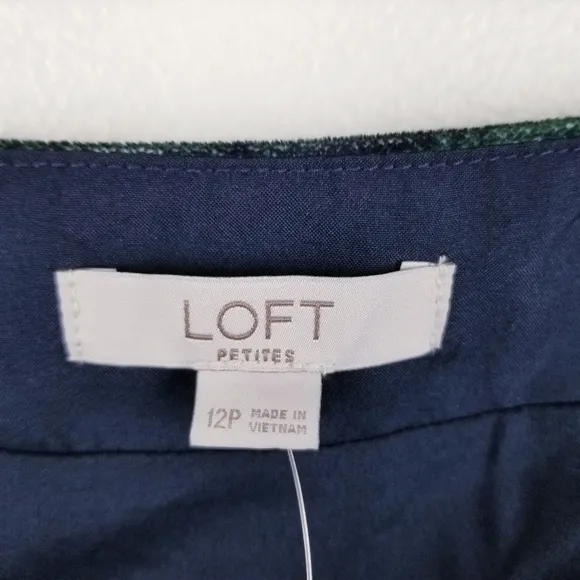 LOFT
PETITES
12P MADE IN
VIETNAM